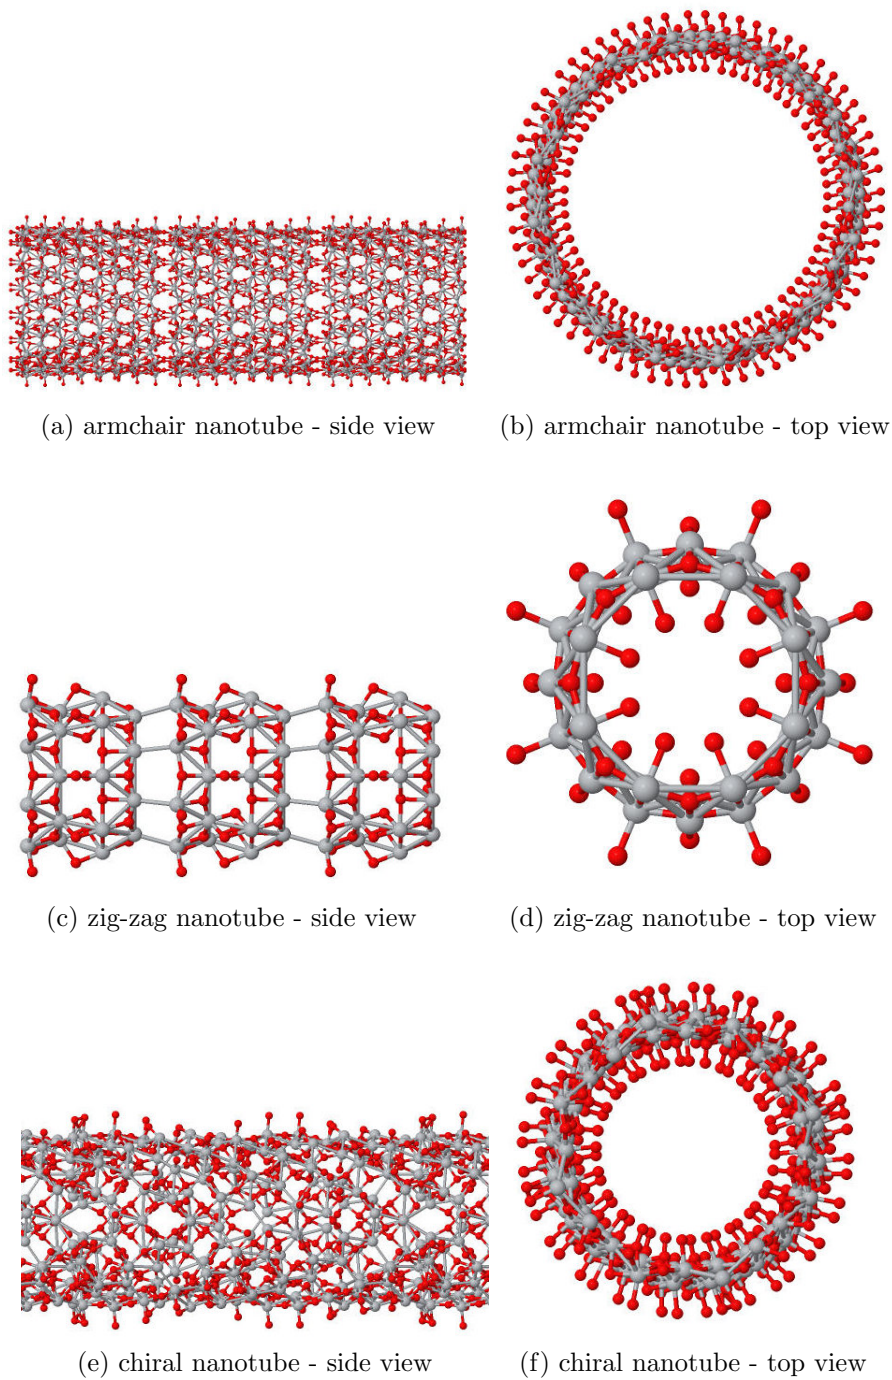 (a) armchair nanotube - side view
(b) armchair nanotube - top view
(c) zig-zag nanotube - side view
(d) zig-zag nanotube - top view
(e) chiral nanotube - side view
(f) chiral nanotube - top view